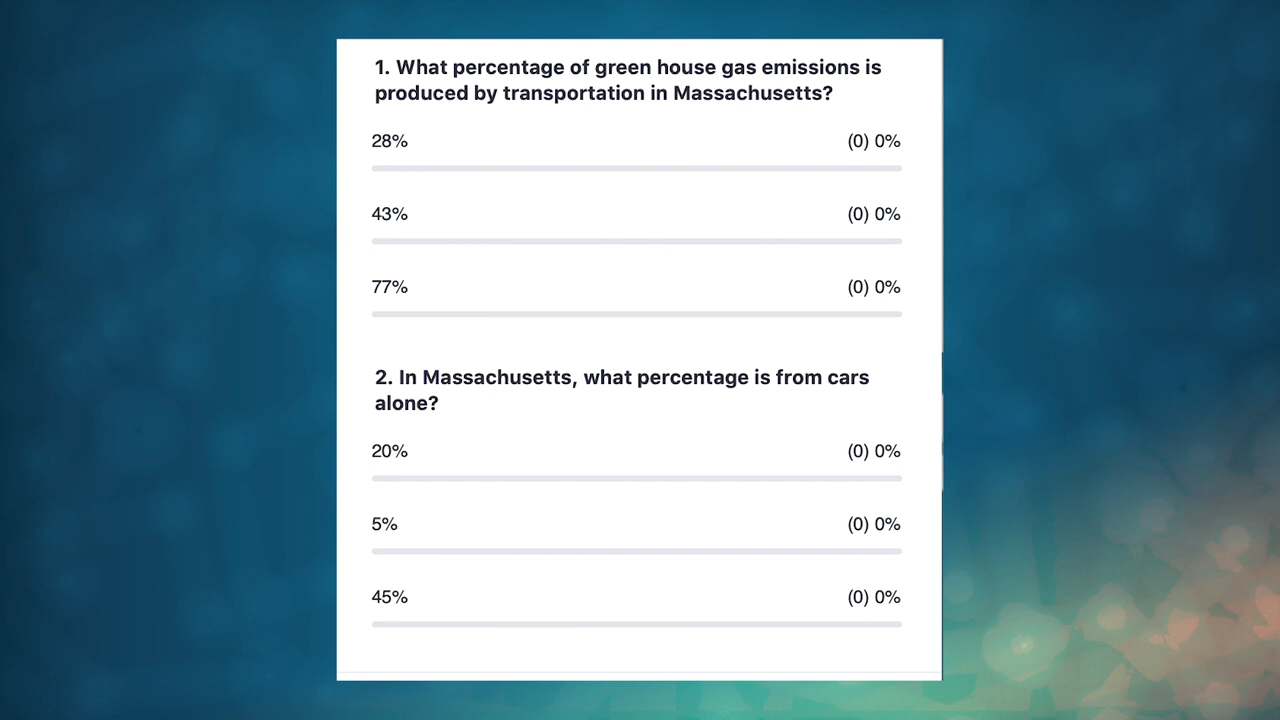 1. What percentage of green house gas emissions is
produced by transportation in Massachusetts?
28% (0) 0%
43% (0) 0%
77% (0) 0%
2. In Massachusetts, what percentage is from cars
alone?
20% (0) 0%
5% (0) 0%
45% (0) 0%